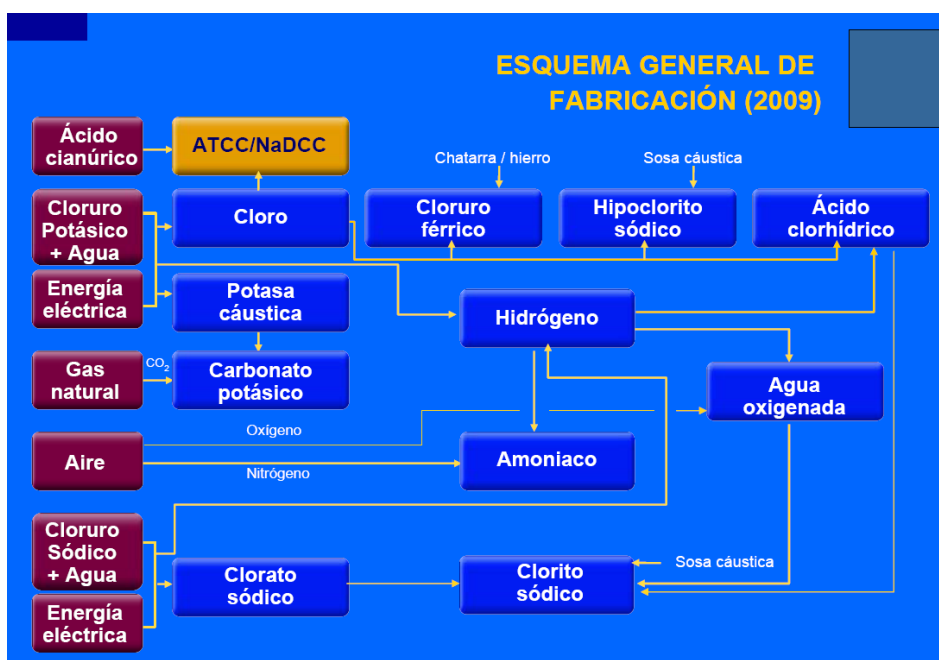 ESQUEMA GENERAL DE
FABRICACIÓN (2009)
Ácido
cianúrico
ATCC/NaDCC
Chatarra / hierro
Sosa cáustica
Cloruro
Potásico
+ Agua
Cloro
Cloruro
férrico
Hipoclorito
sódico
Ácido
clorhídrico
Energía
eléctrica
Potasa
cáustica
Hidrógeno
Gas
natural
CO2
Carbonato
potásico
Agua
oxigenada
Aire
Oxígeno
Nitrógeno
Amoniaco
Cloruro
Sódico
+ Agua
Clorato
sódico
Clorito
sódico
Sosa cáustica
Energía
eléctrica